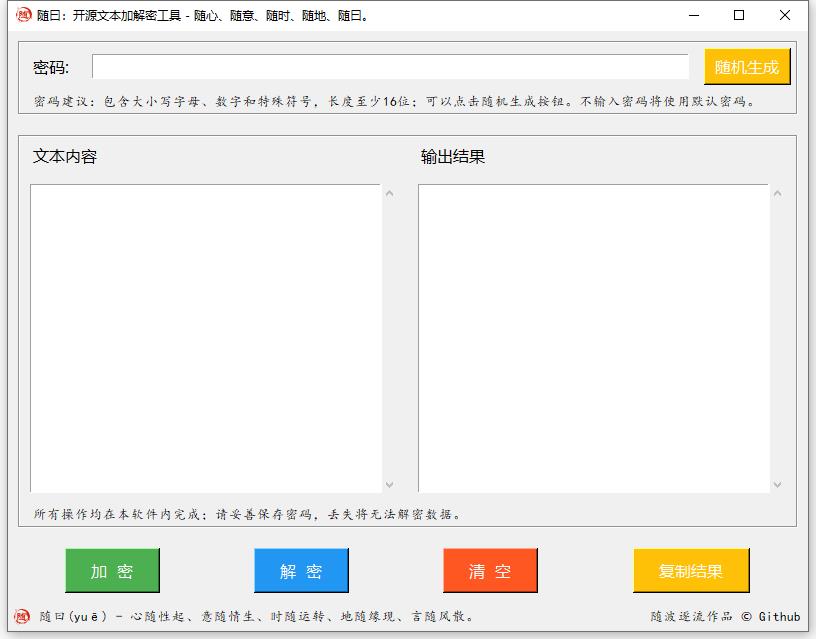 随 随曰：开源文本加解密工具 - 随心、随意、随时、随地、随曰。
密码: 随机生成
密码建议：包含大小写字母、数字和特殊符号，长度至少16位；可以点击随机生成按钮。不输入密码将使用默认密码。
文本内容 输出结果
所有操作均在本软件内完成；请妥善保存密码，丢失将无法解密数据。
加 密 解 密 清 空 复制结果
随 随曰(yuē) - 心随性起、意随情生、时随运转、地随缘现、言随风散。 随波逐流作品 © Github